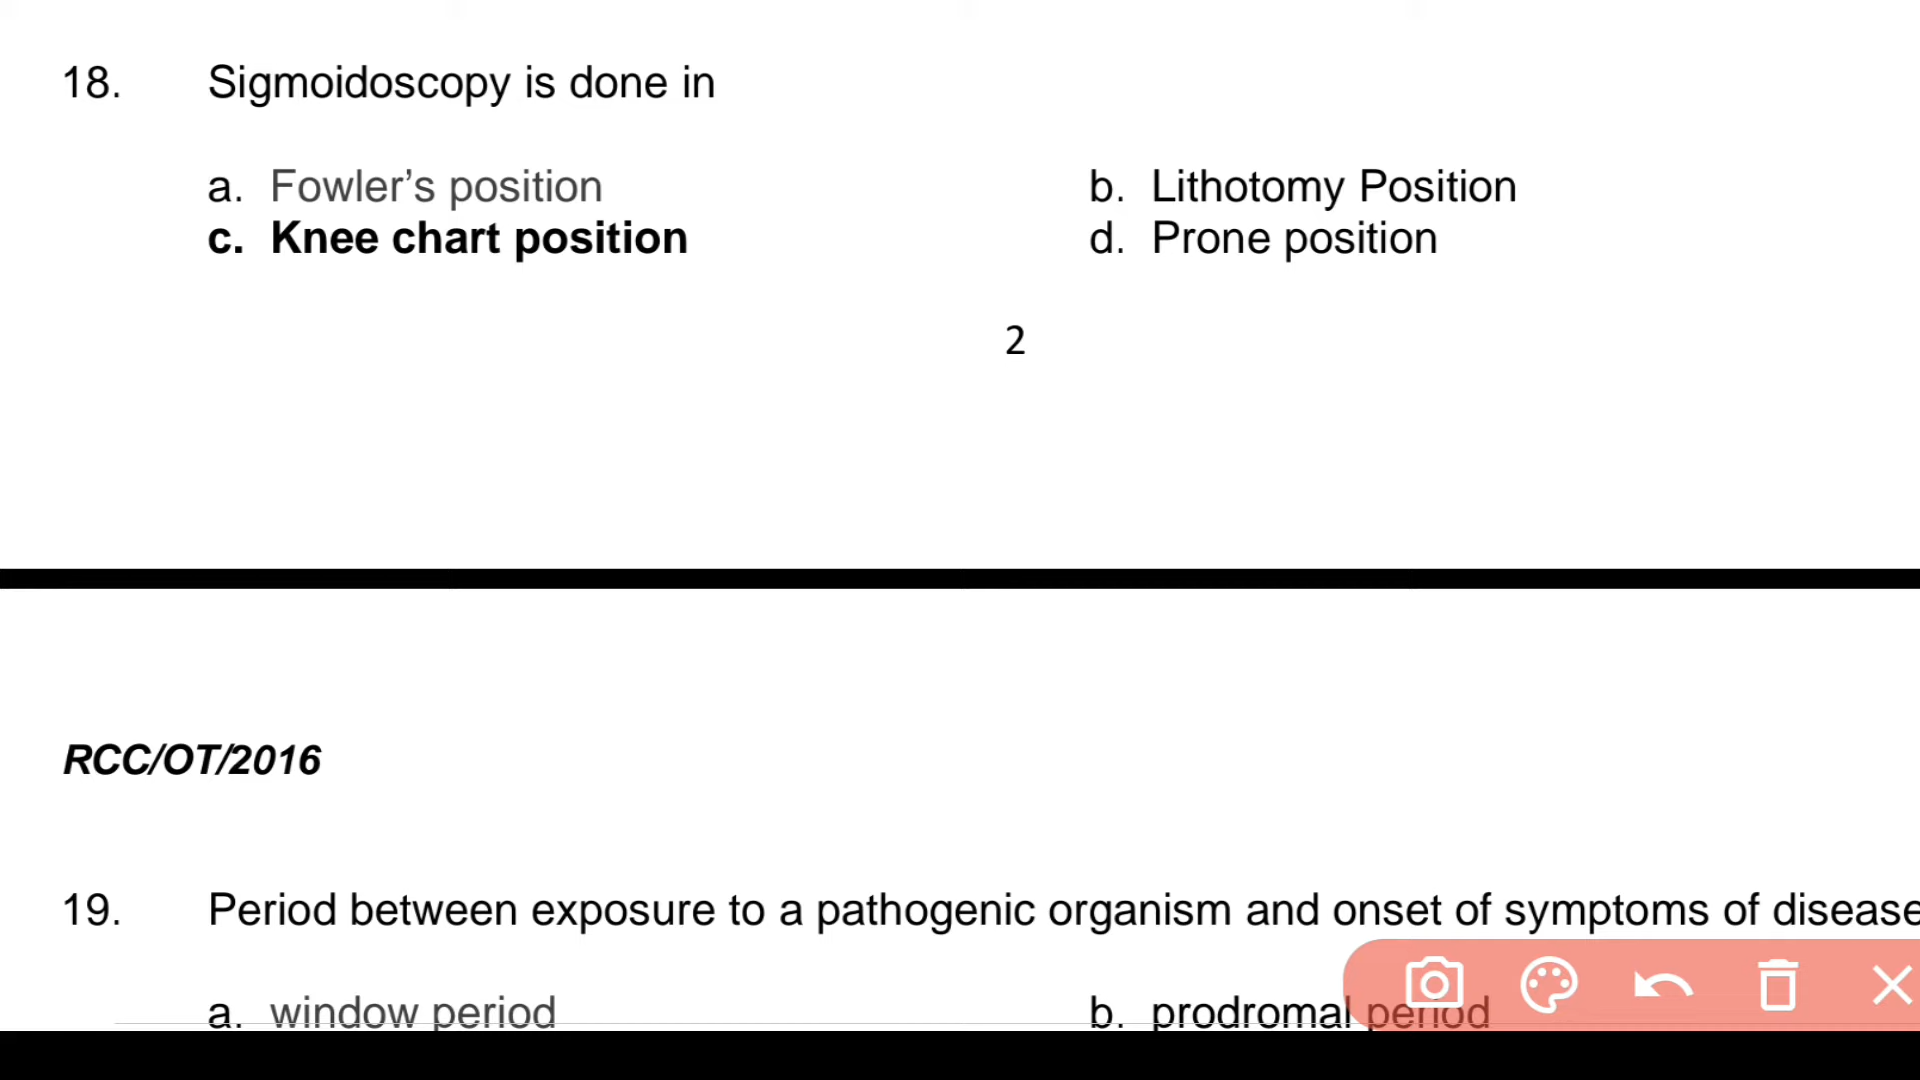 18. Sigmoidoscopy is done in
a. Fowler’s position b. Lithotomy Position
c. Knee chart position d. Prone position
2
RCC/OT/2016
19. Period between exposure to a pathogenic organism and onset of symptoms of disease
a. window period b. prodromal period